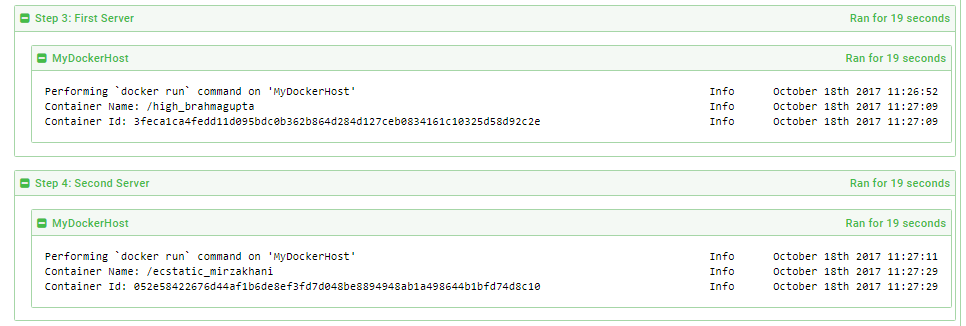 Step 3: First Server Ran for 19 seconds
MyDockerHost Ran for 19 seconds
Performing `docker run` command on 'MyDockerHost' Info October 18th 2017 11:26:52
Container Name: /high_brahmagupta Info October 18th 2017 11:27:09
Container Id: 3feca1ca4fedd11d095bdc0b362b864d284d127ceb0834161c10325d58d92c2e Info October 18th 2017 11:27:09
Step 4: Second Server Ran for 19 seconds
MyDockerHost Ran for 19 seconds
Performing `docker run` command on 'MyDockerHost' Info October 18th 2017 11:27:11
Container Name: /ecstatic_mirzakhani Info October 18th 2017 11:27:29
Container Id: 052e58422676d44af1b6de8ef3fd7d048be8894948ab1a498644b1bfd74d8c10 Info October 18th 2017 11:27:29